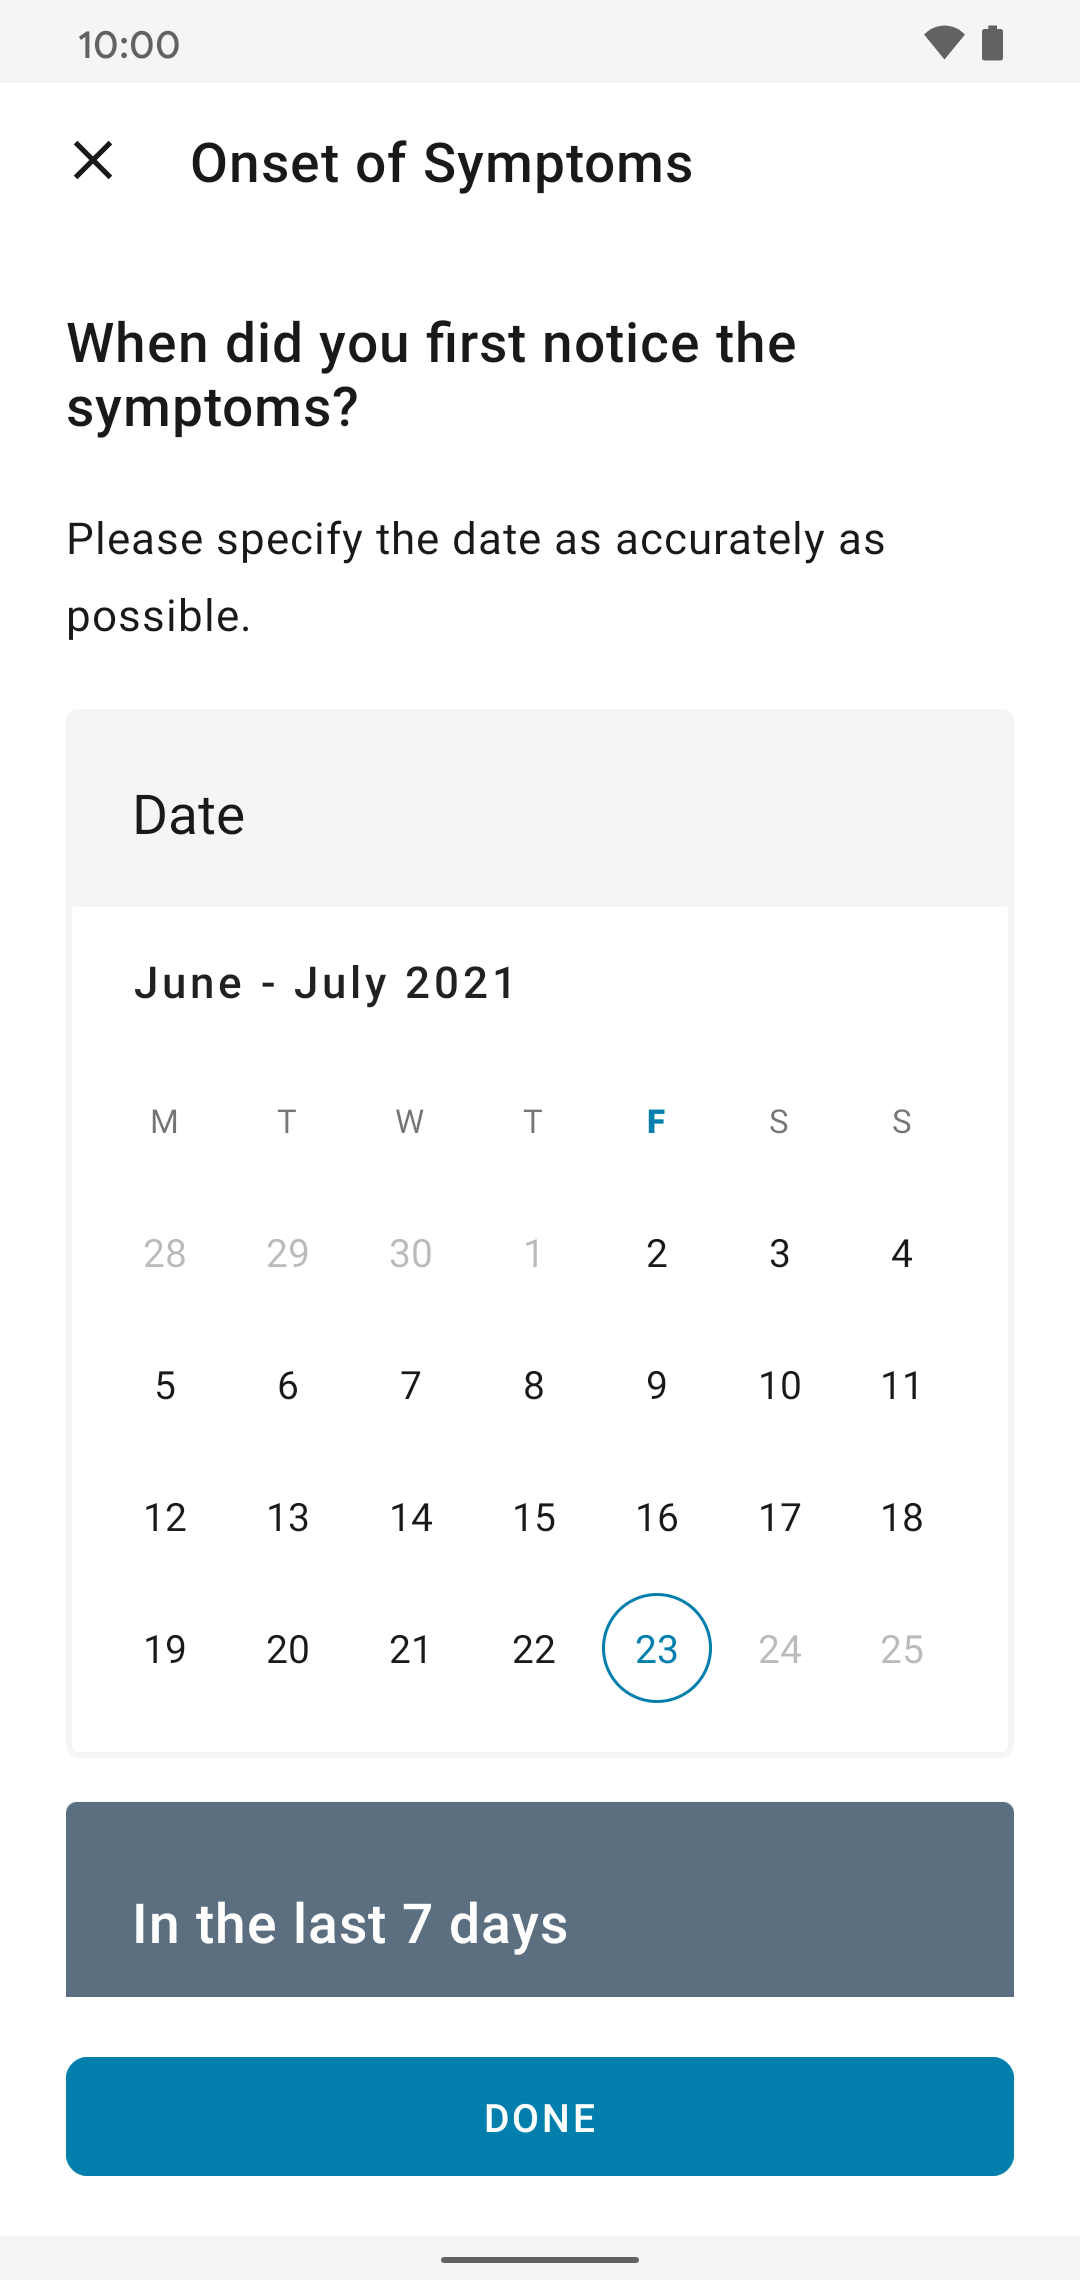 10:00
Onset of Symptoms
When did you first notice the
symptoms?
Please specify the date as accurately as
possible.
Date
June - July 2021
M T W T F S S
28 29 30 1 2 3 4
5 6 7 8 9 10 11
12 13 14 15 16 17 18
19 20 21 22 23 24 25
In the last 7 days
DONE